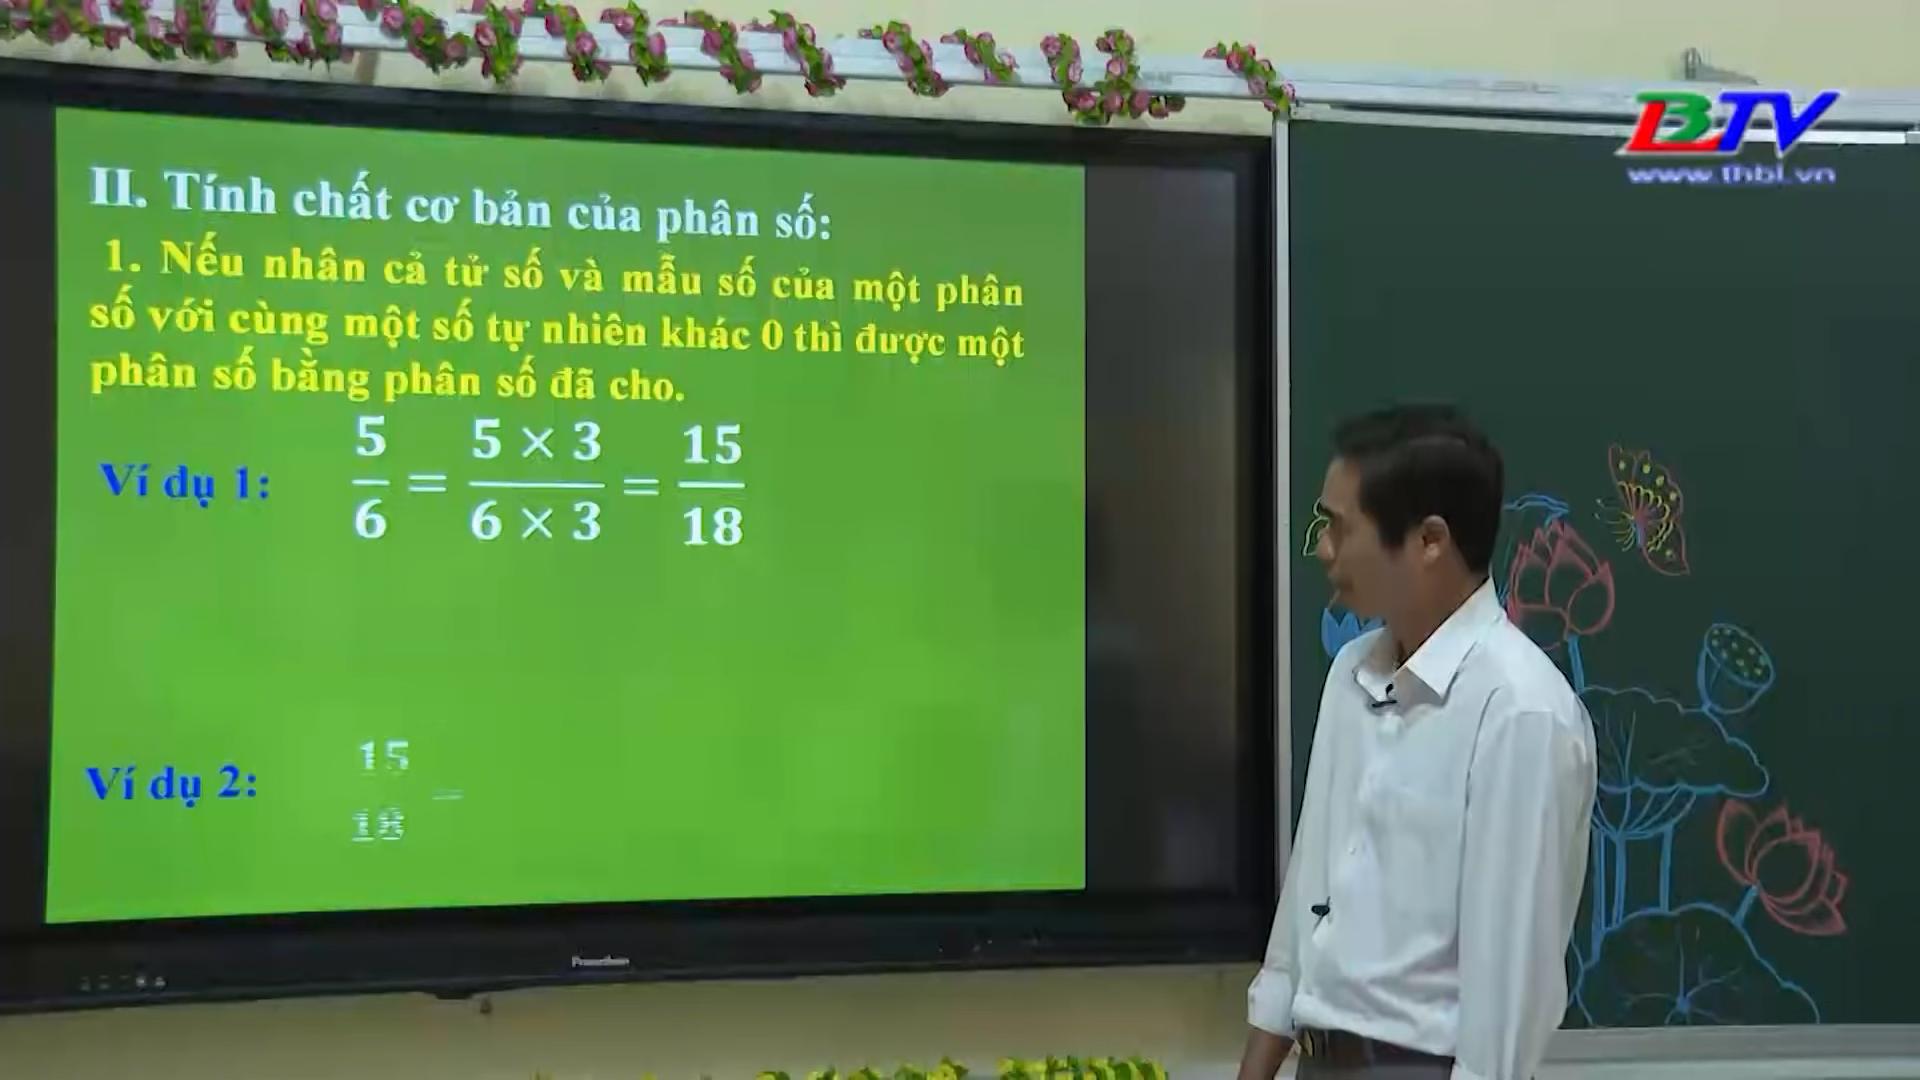 BTV
www.thbl.vn
II. Tính chất cơ bản của phân số:
1. Nếu nhân cả tử số và mẫu số của một phân
số với cùng một số tự nhiên khác 0 thì được một
phân số bằng phân số đã cho.
Ví dụ 1: 5/6 = 5 × 3/6 × 3 = 15/18
Ví dụ 2: 15/18 =
Promethean